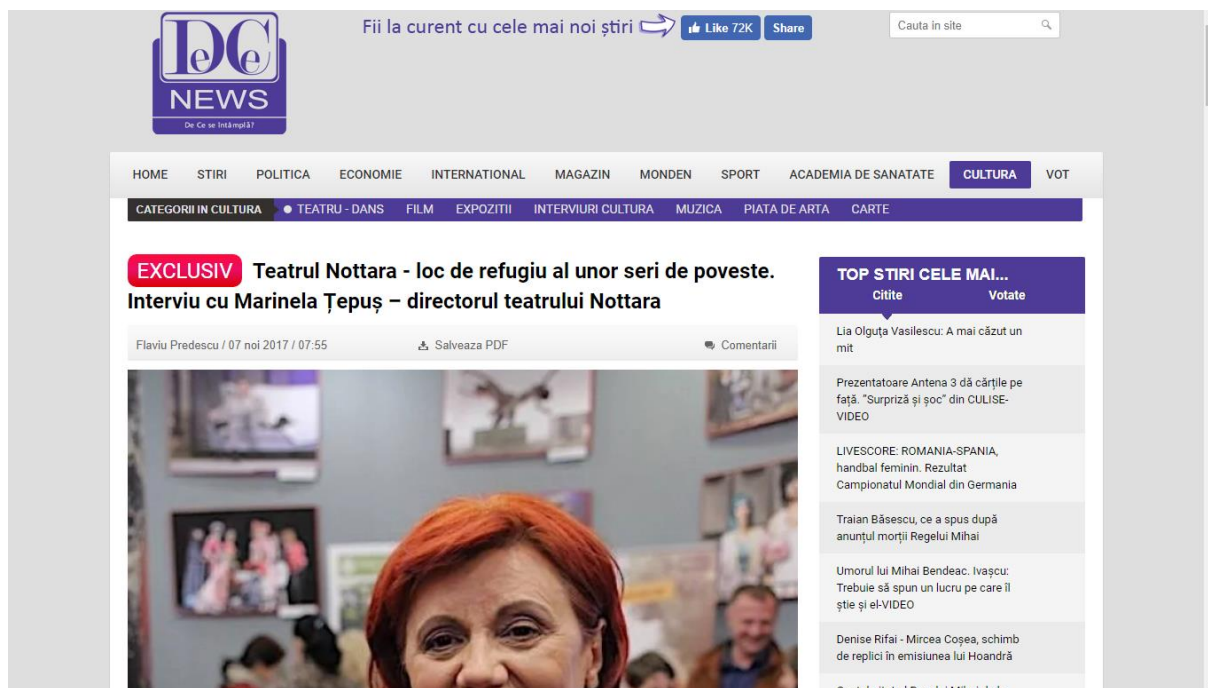 Fii la curent cu cele mai noi știri
Like 72K Share
Cauta in site
DeCe
NEWS
De Ce se întâmplă?
HOME STIRI POLITICA ECONOMIE INTERNATIONAL MAGAZIN MONDEN SPORT ACADEMIA DE SANATATE CULTURA VOT
CATEGORII IN CULTURA TEATRU - DANS FILM EXPOZITII INTERVIURI CULTURA MUZICA PIATA DE ARTA CARTE
EXCLUSIV Teatrul Nottara - loc de refugiu al unor seri de poveste.
Interviu cu Marinela Țepuș – directorul teatrului Nottara
Flaviu Predescu / 07 noi 2017 / 07:55 Salveaza PDF Comentarii
TOP STIRI CELE MAI...
Citite Votate
Lia Olguța Vasilescu: A mai căzut un
mit
Prezentatoare Antena 3 dă cărțile pe
față. "Surpriză și șoc" din CULISE-
VIDEO
LIVESCORE: ROMANIA-SPANIA,
handbal feminin. Rezultat
Campionatul Mondial din Germania
Traian Băsescu, ce a spus după
anunțul morții Regelui Mihai
Umorul lui Mihai Bendeac. Ivașcu:
Trebuie să spun un lucru pe care îl
știe și el-VIDEO
Denise Rifai - Mircea Coșea, schimb
de replici în emisiunea lui Hoandră